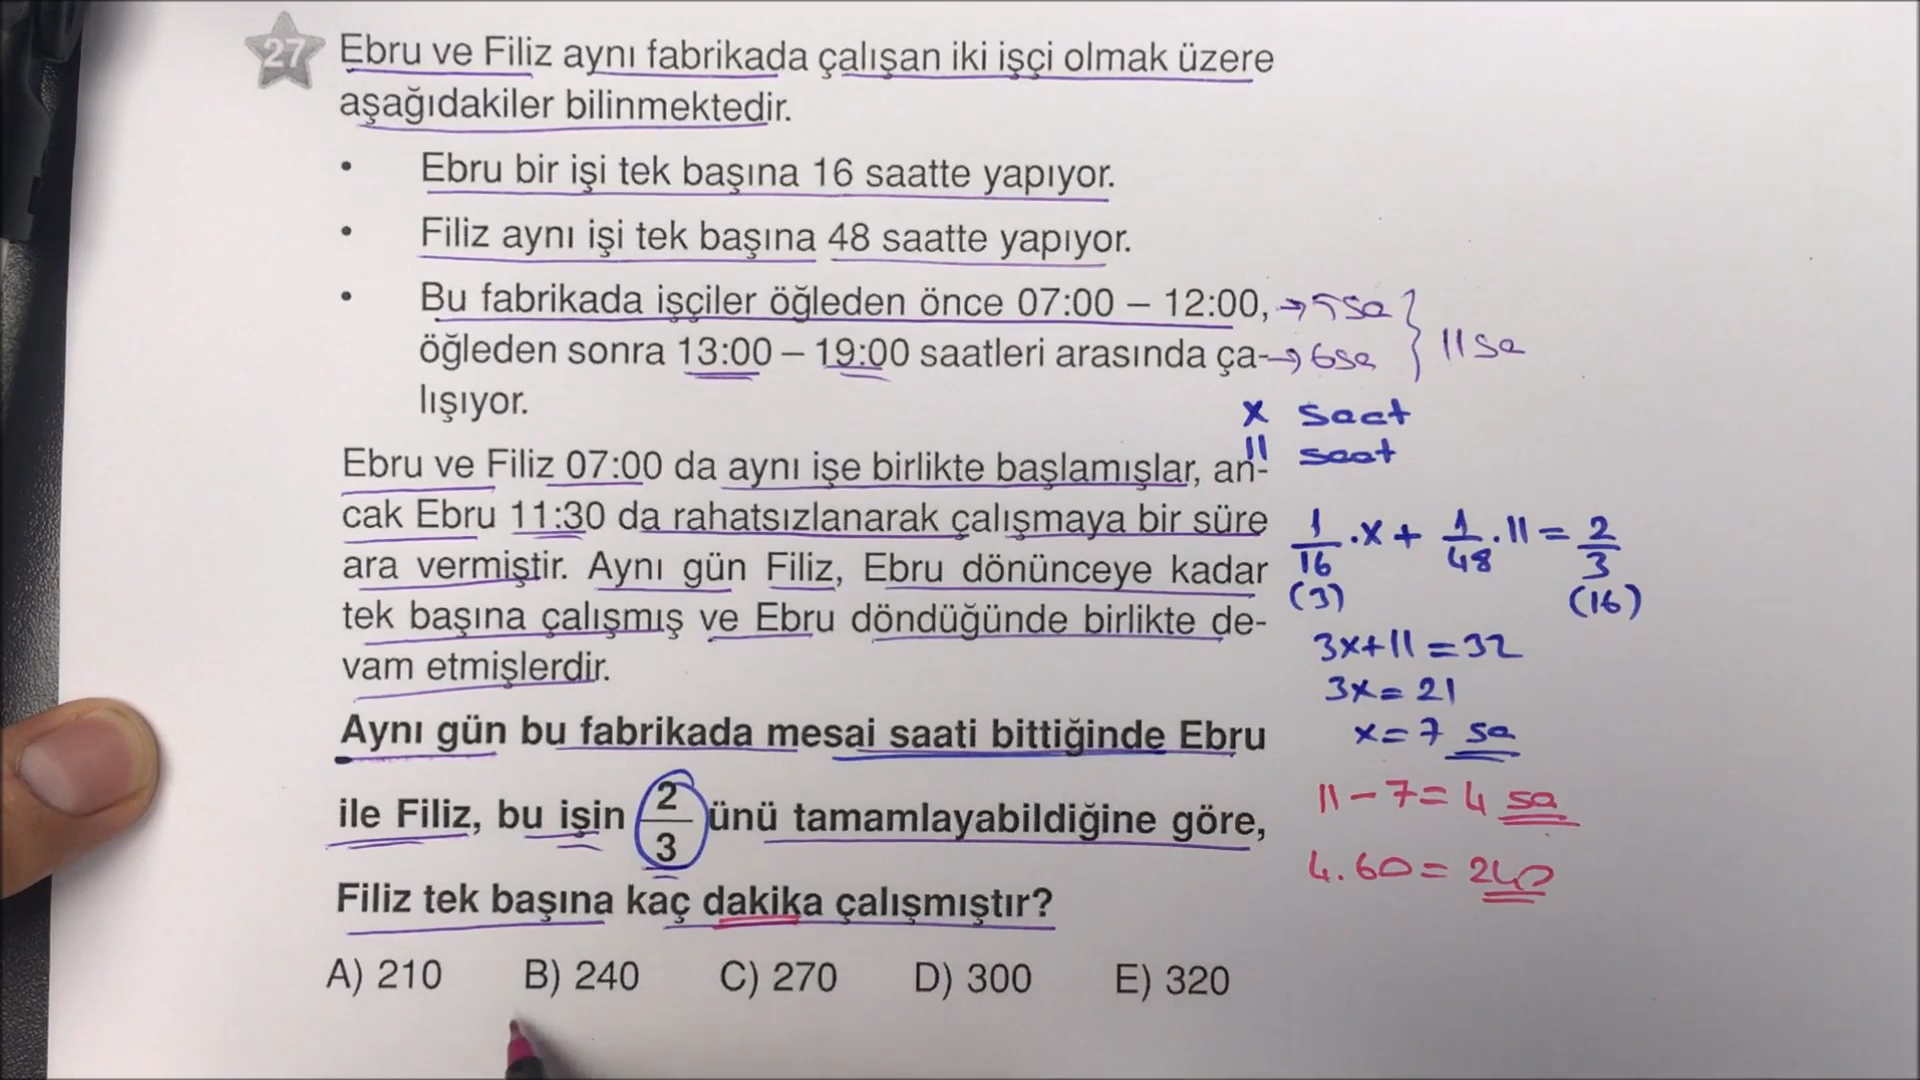 27 Ebru ve Filiz aynı fabrikada çalışan iki işçi olmak üzere
aşağıdakiler bilinmektedir.
• Ebru bir işi tek başına 16 saatte yapıyor.
• Filiz aynı işi tek başına 48 saatte yapıyor.
• Bu fabrikada işçiler öğleden önce 07:00 – 12:00, → 5 sa
öğleden sonra 13:00 – 19:00 saatleri arasında ça- → 6 sa } 11 sa
lışıyor.
x saat
11 saat
Ebru ve Filiz 07:00 da aynı işe birlikte başlamışlar, an-
cak Ebru 11:30 da rahatsızlanarak çalışmaya bir süre
ara vermiştir. Aynı gün Filiz, Ebru dönünceye kadar
tek başına çalışmış ve Ebru döndüğünde birlikte de-
vam etmişlerdir.
1/16 . x + 1/48 . 11 = 2/3
(3) (16)
3x+11=32
3x=21
x=7 sa
Aynı gün bu fabrikada mesai saati bittiğinde Ebru
ile Filiz, bu işin 2/3 ünü tamamlayabildiğine göre,
Filiz tek başına kaç dakika çalışmıştır?
11-7=4 sa
4.60=240
A) 210 B) 240 C) 270 D) 300 E) 320